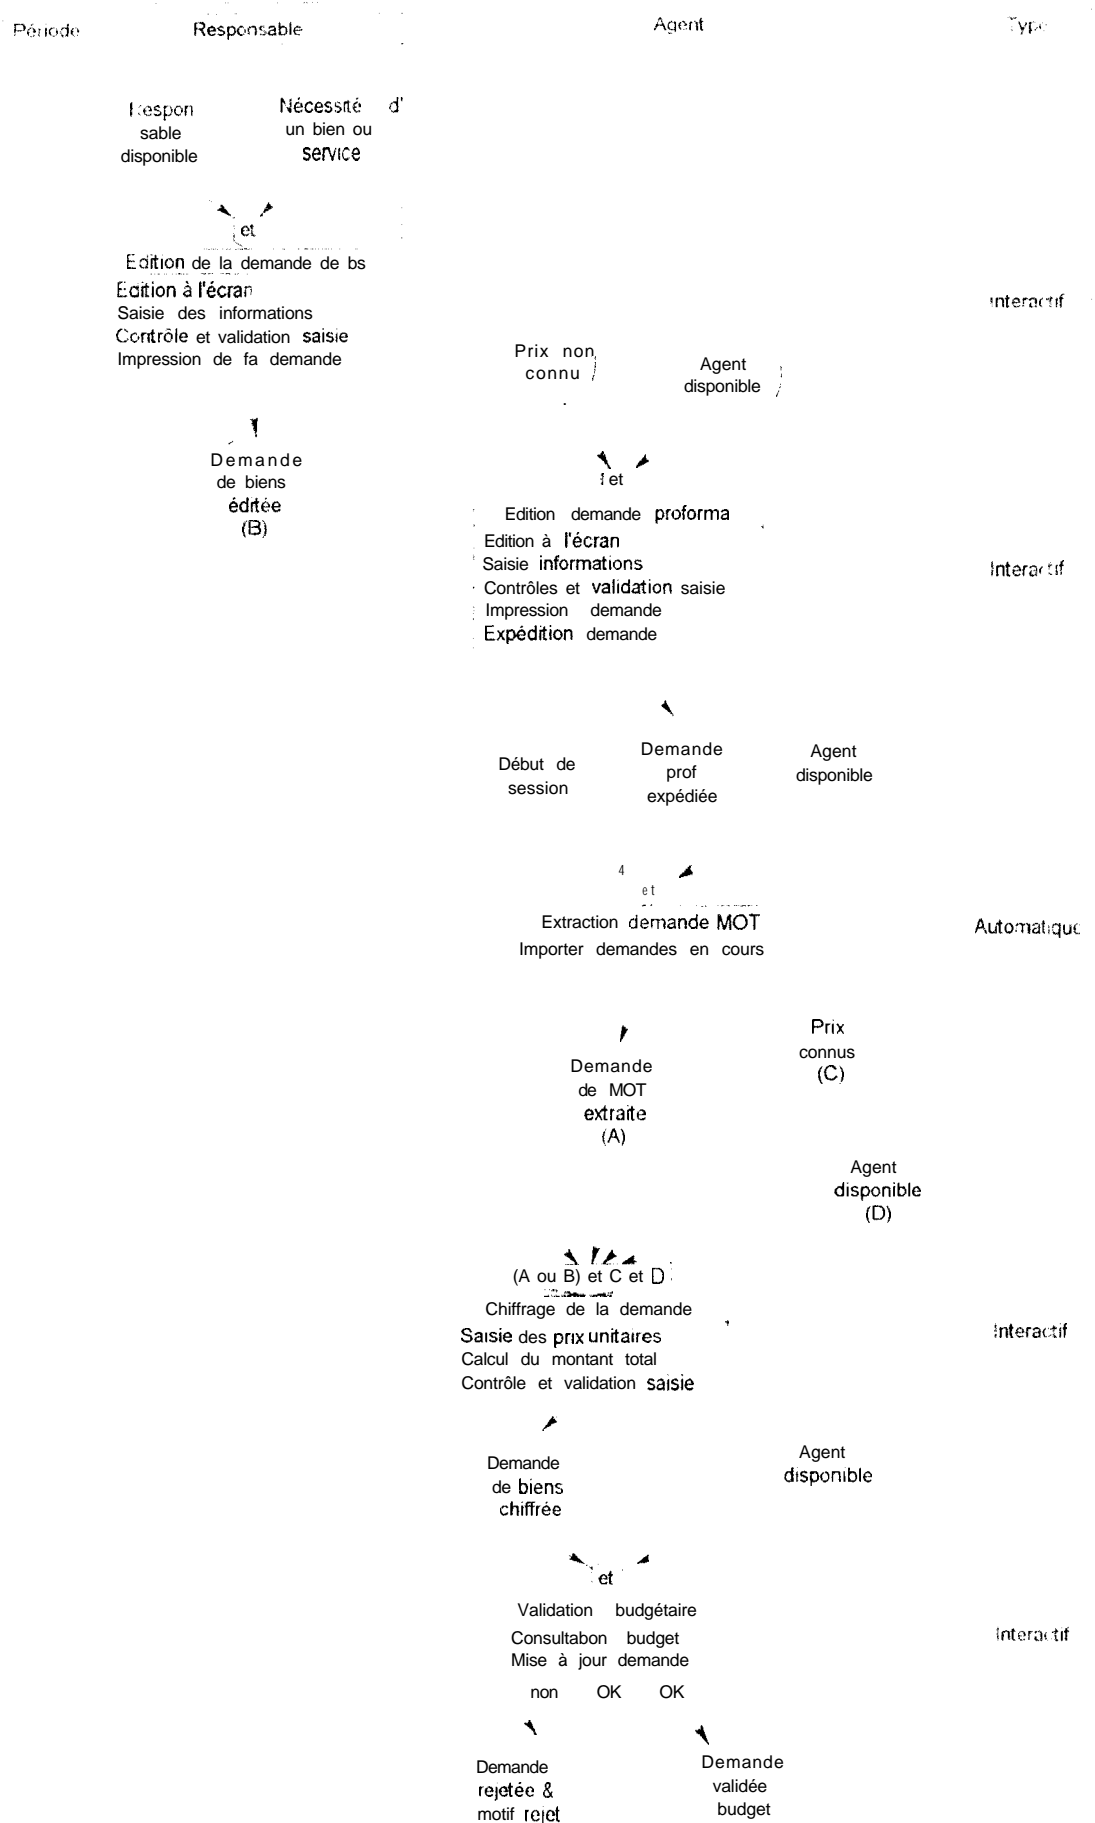 Période Responsable Agent Type
Respon
sable
disponible
Nécessité d'
un bien ou
service
et
Edition de la demande de bs
Edition à l'écran
Saisie des informations
Contrôle et validation saisie
Impression de fa demande
Interactif
Demande
de biens
éditée
(B)
Prix non
connu
Agent
disponible
et
Edition demande proforma
Edition à l'écran
Saisie informations
Contrôles et validation saisie
Impression demande
Expédition demande
Interactif
Début de
session
Demande
prof
expédiée
Agent
disponible
et
Extraction demande MOT
Importer demandes en cours
Automatique
Demande
de MOT
extraite
(A)
Prix
connus
(C)
Agent
disponible
(D)
(A ou B) et C et D
Chiffrage de la demande
Saisie des prix unitaires
Calcul du montant total
Contrôle et validation saisie
Interactif
Demande
de biens
chiffrée
Agent
disponible
et
Validation budgétaire
Consultabon budget
Mise à jour demande
non OK OK
Interactif
Demande
rejetée &
motif rejet
Demande
validée
budget